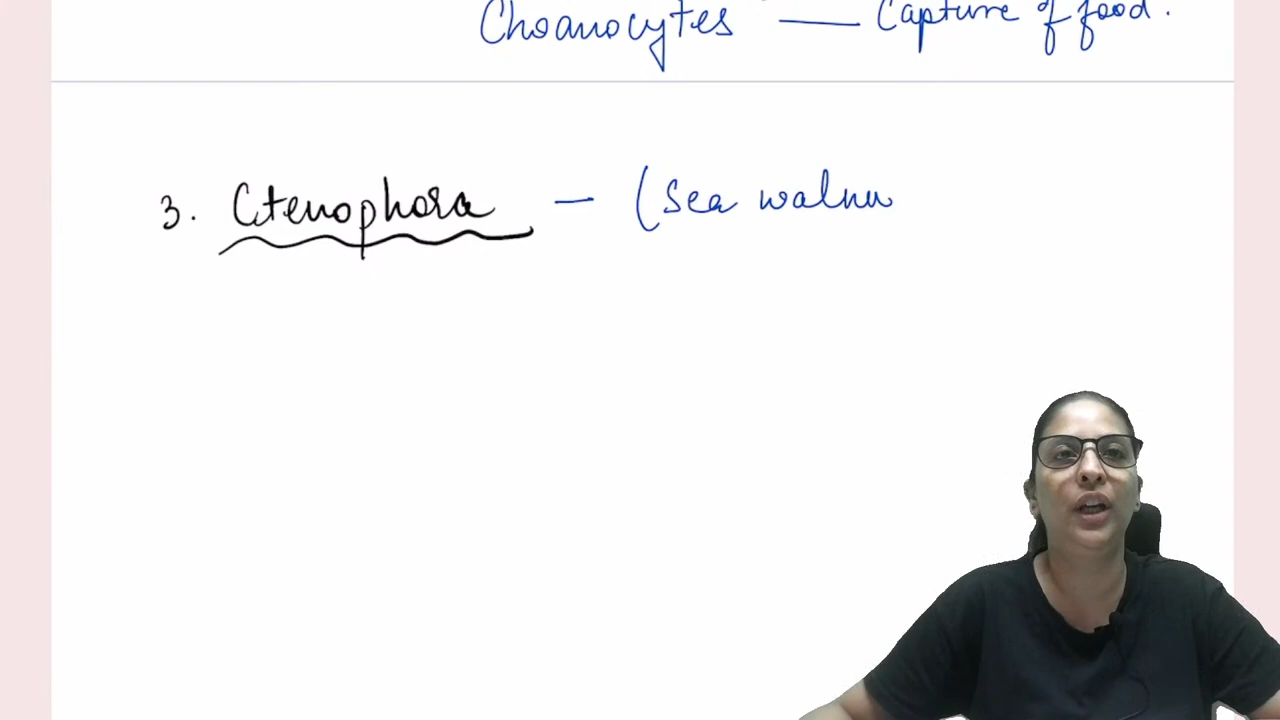 Choanocytes — Capture of food.
3. Ctenophora — (Sea walnu